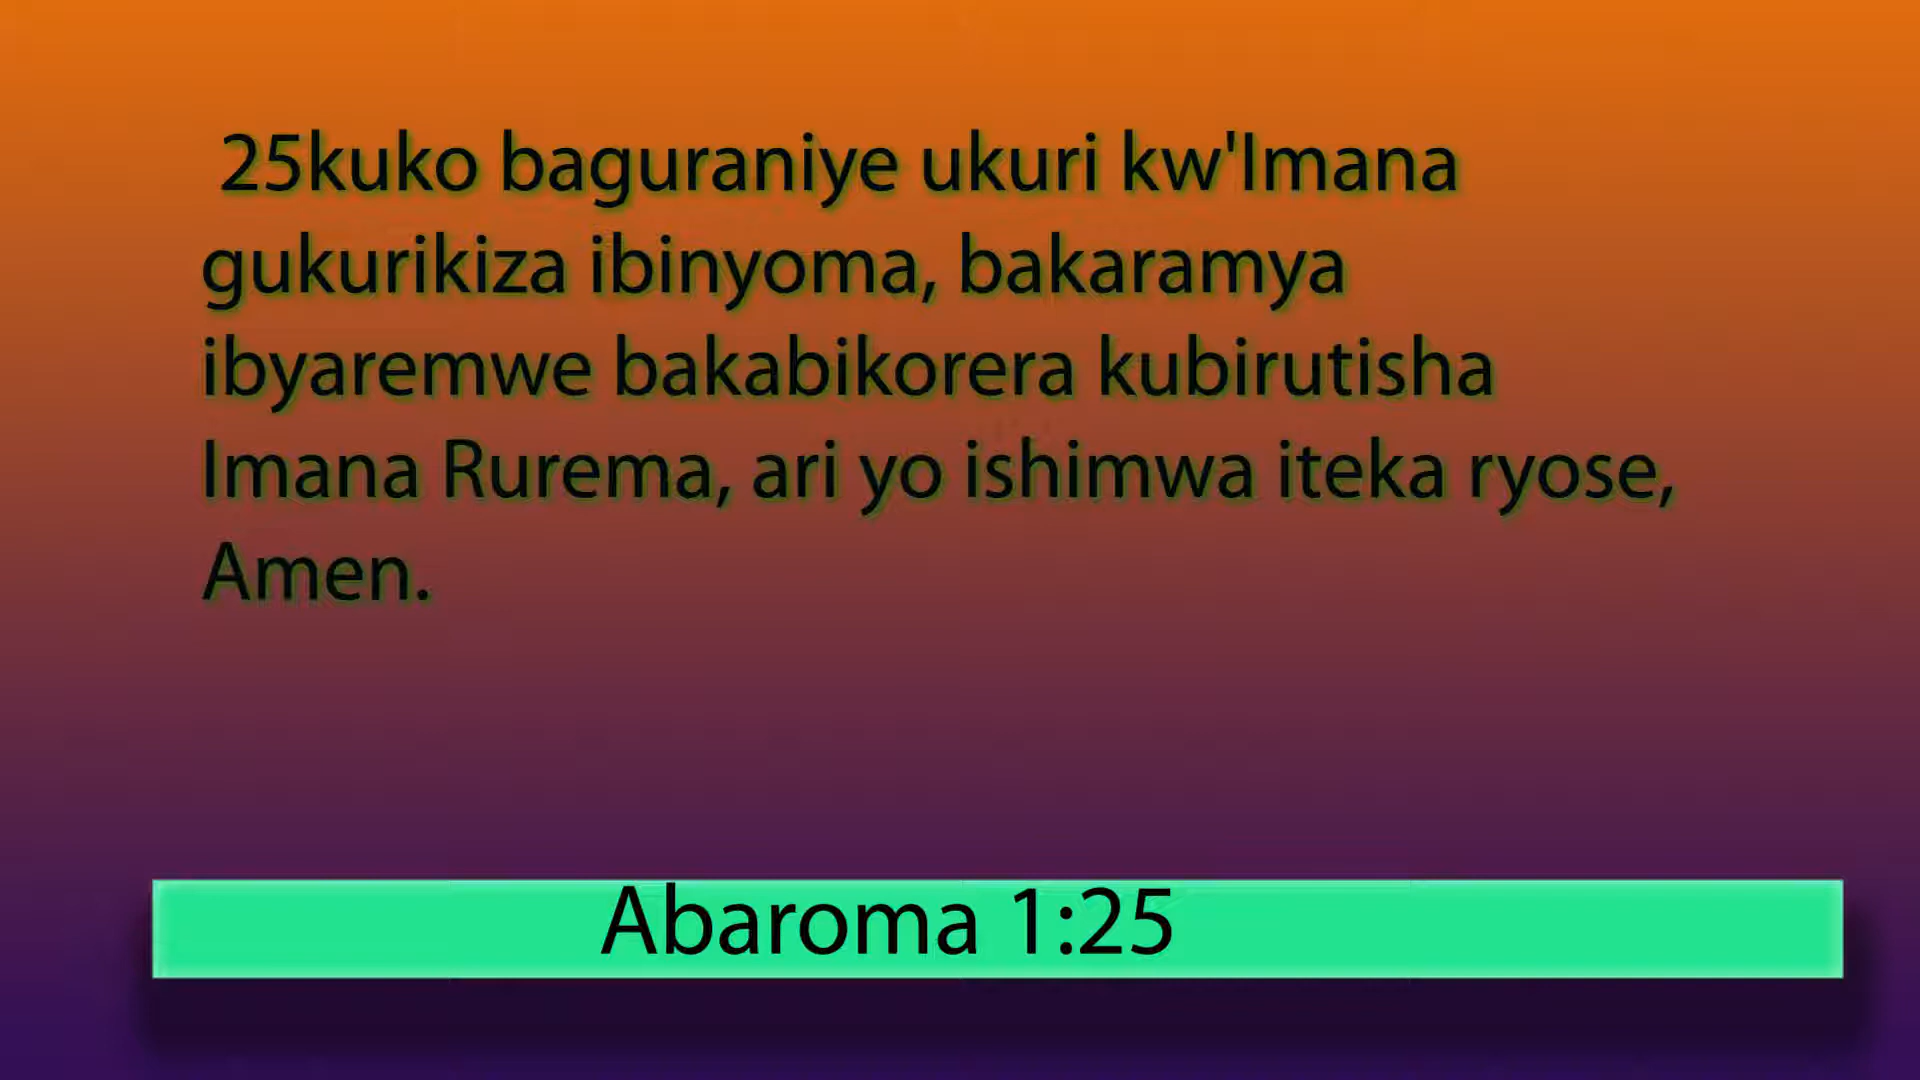 25kuko baguraniye ukuri kw'Imana
gukurikiza ibinyoma, bakaramya
ibyaremwe bakabikorera kubirutisha
Imana Rurema, ari yo ishimwa iteka ryose,
Amen.
Abaroma 1:25